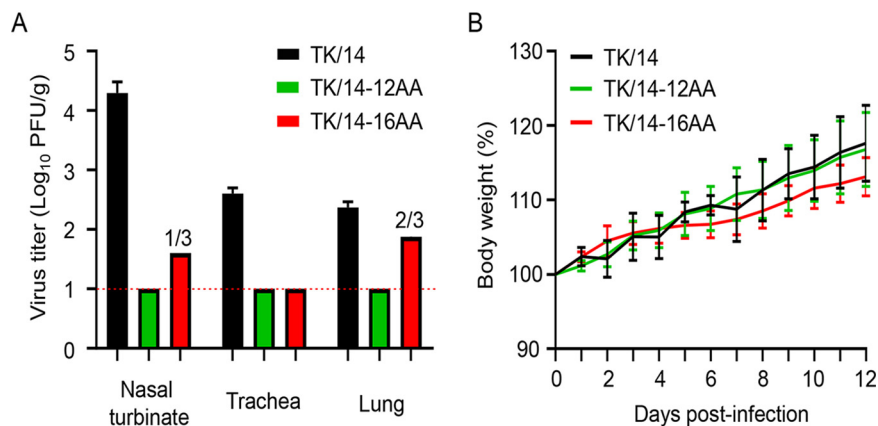 A
TK/14
TK/14-12AA
TK/14-16AA
Virus titer (Log10 PFU/g)
5
4
3
2
1
0
1/3
2/3
Nasal
turbinate
Trachea
Lung
B
TK/14
TK/14-12AA
TK/14-16AA
Body weight (%)
130
120
110
100
90
0 2 4 6 8 10 12
Days post-infection